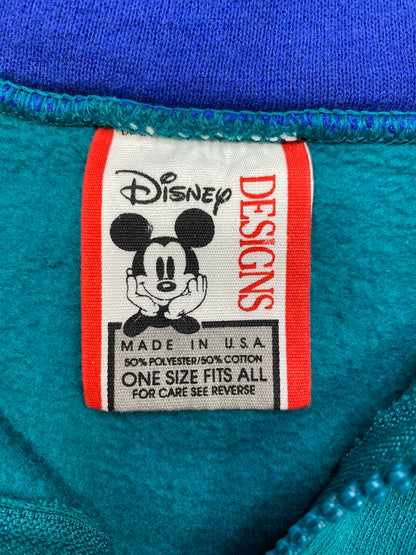 Disney
DESIGNS
MADE IN U.S.A.
50% POLYESTER/50% COTTON
ONE SIZE FITS ALL
FOR CARE SEE REVERSE